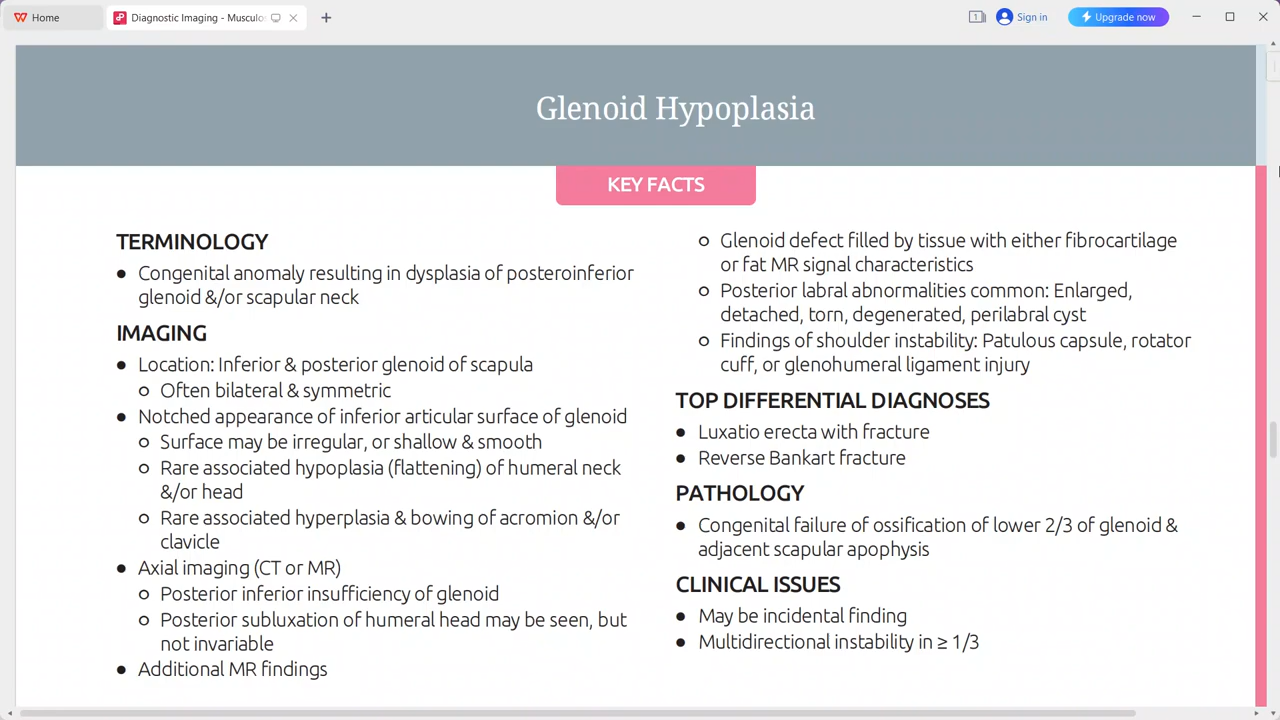 Home
Diagnostic Imaging - Musculos
1
Sign in
Upgrade now
Glenoid Hypoplasia
KEY FACTS
TERMINOLOGY
● Congenital anomaly resulting in dysplasia of posteroinferior
glenoid &/or scapular neck
IMAGING
● Location: Inferior & posterior glenoid of scapula
○ Often bilateral & symmetric
● Notched appearance of inferior articular surface of glenoid
○ Surface may be irregular, or shallow & smooth
○ Rare associated hypoplasia (flattening) of humeral neck
&/or head
○ Rare associated hyperplasia & bowing of acromion &/or
clavicle
● Axial imaging (CT or MR)
○ Posterior inferior insufficiency of glenoid
○ Posterior subluxation of humeral head may be seen, but
not invariable
● Additional MR findings
○ Glenoid defect filled by tissue with either fibrocartilage
or fat MR signal characteristics
○ Posterior labral abnormalities common: Enlarged,
detached, torn, degenerated, perilabral cyst
○ Findings of shoulder instability: Patulous capsule, rotator
cuff, or glenohumeral ligament injury
TOP DIFFERENTIAL DIAGNOSES
● Luxatio erecta with fracture
● Reverse Bankart fracture
PATHOLOGY
● Congenital failure of ossification of lower 2/3 of glenoid &
adjacent scapular apophysis
CLINICAL ISSUES
● May be incidental finding
● Multidirectional instability in ≥ 1/3